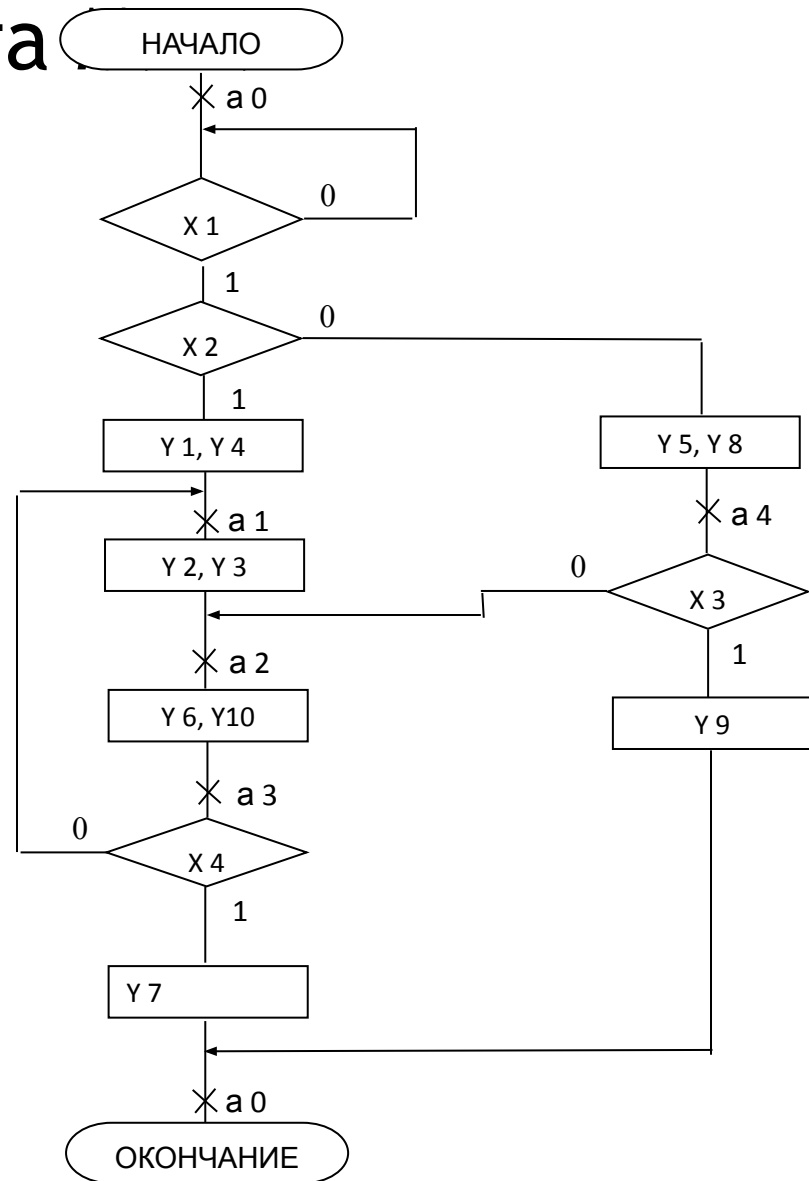 та
НАЧАЛО
а 0
0
X 1
1
0
X 2
1
Y 1, Y 4
Y 5, Y 8
а 1
а 4
Y 2, Y 3
0
X 3
1
а 2
Y 6, Y10
Y 9
а 3
0
X 4
1
Y 7
а 0
ОКОНЧАНИЕ